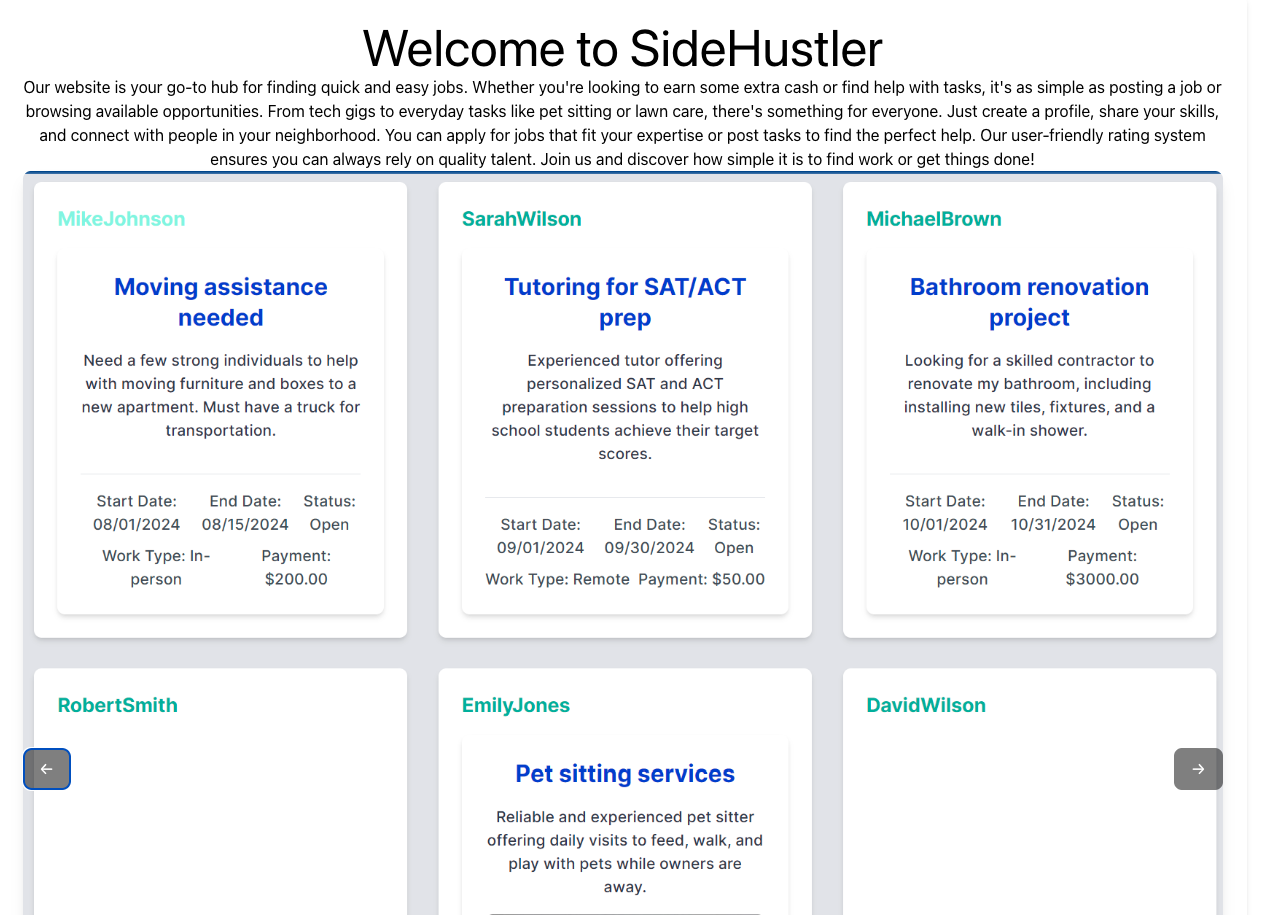 Welcome to SideHustler
Our website is your go-to hub for finding quick and easy jobs. Whether you're looking to earn some extra cash or find help with tasks, it's as simple as posting a job or
browsing available opportunities. From tech gigs to everyday tasks like pet sitting or lawn care, there's something for everyone. Just create a profile, share your skills,
and connect with people in your neighborhood. You can apply for jobs that fit your expertise or post tasks to find the perfect help. Our user-friendly rating system
ensures you can always rely on quality talent. Join us and discover how simple it is to find work or get things done!
MikeJohnson
Moving assistance
needed
Need a few strong individuals to help
with moving furniture and boxes to a
new apartment. Must have a truck for
transportation.
Start Date: End Date: Status:
08/01/2024 08/15/2024 Open
Work Type: In- Payment:
person $200.00
SarahWilson
Tutoring for SAT/ACT
prep
Experienced tutor offering
personalized SAT and ACT
preparation sessions to help high
school students achieve their target
scores.
Start Date: End Date: Status:
09/01/2024 09/30/2024 Open
Work Type: Remote Payment: $50.00
MichaelBrown
Bathroom renovation
project
Looking for a skilled contractor to
renovate my bathroom, including
installing new tiles, fixtures, and a
walk-in shower.
Start Date: End Date: Status:
10/01/2024 10/31/2024 Open
Work Type: In- Payment:
person $3000.00
RobertSmith
EmilyJones
Pet sitting services
Reliable and experienced pet sitter
offering daily visits to feed, walk, and
play with pets while owners are
away.
DavidWilson